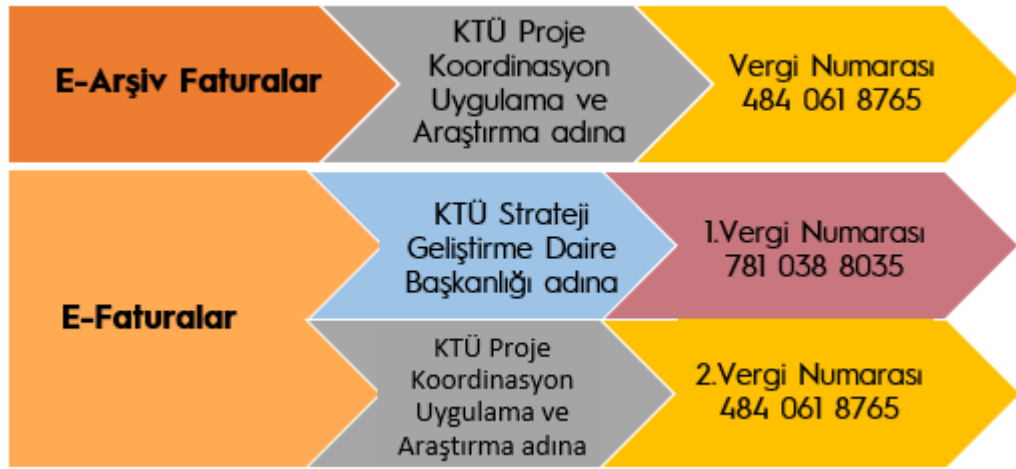 E-Arşiv Faturalar
KTÜ Proje
Koordinasyon
Uygulama ve
Araştırma adına
Vergi Numarası
484 061 8765
E-Faturalar
KTÜ Strateji
Geliştirme Daire
Başkanlığı adına
1.Vergi Numarası
781 038 8035
KTÜ Proje
Koordinasyon
Uygulama ve
Araştırma adına
2.Vergi Numarası
484 061 8765